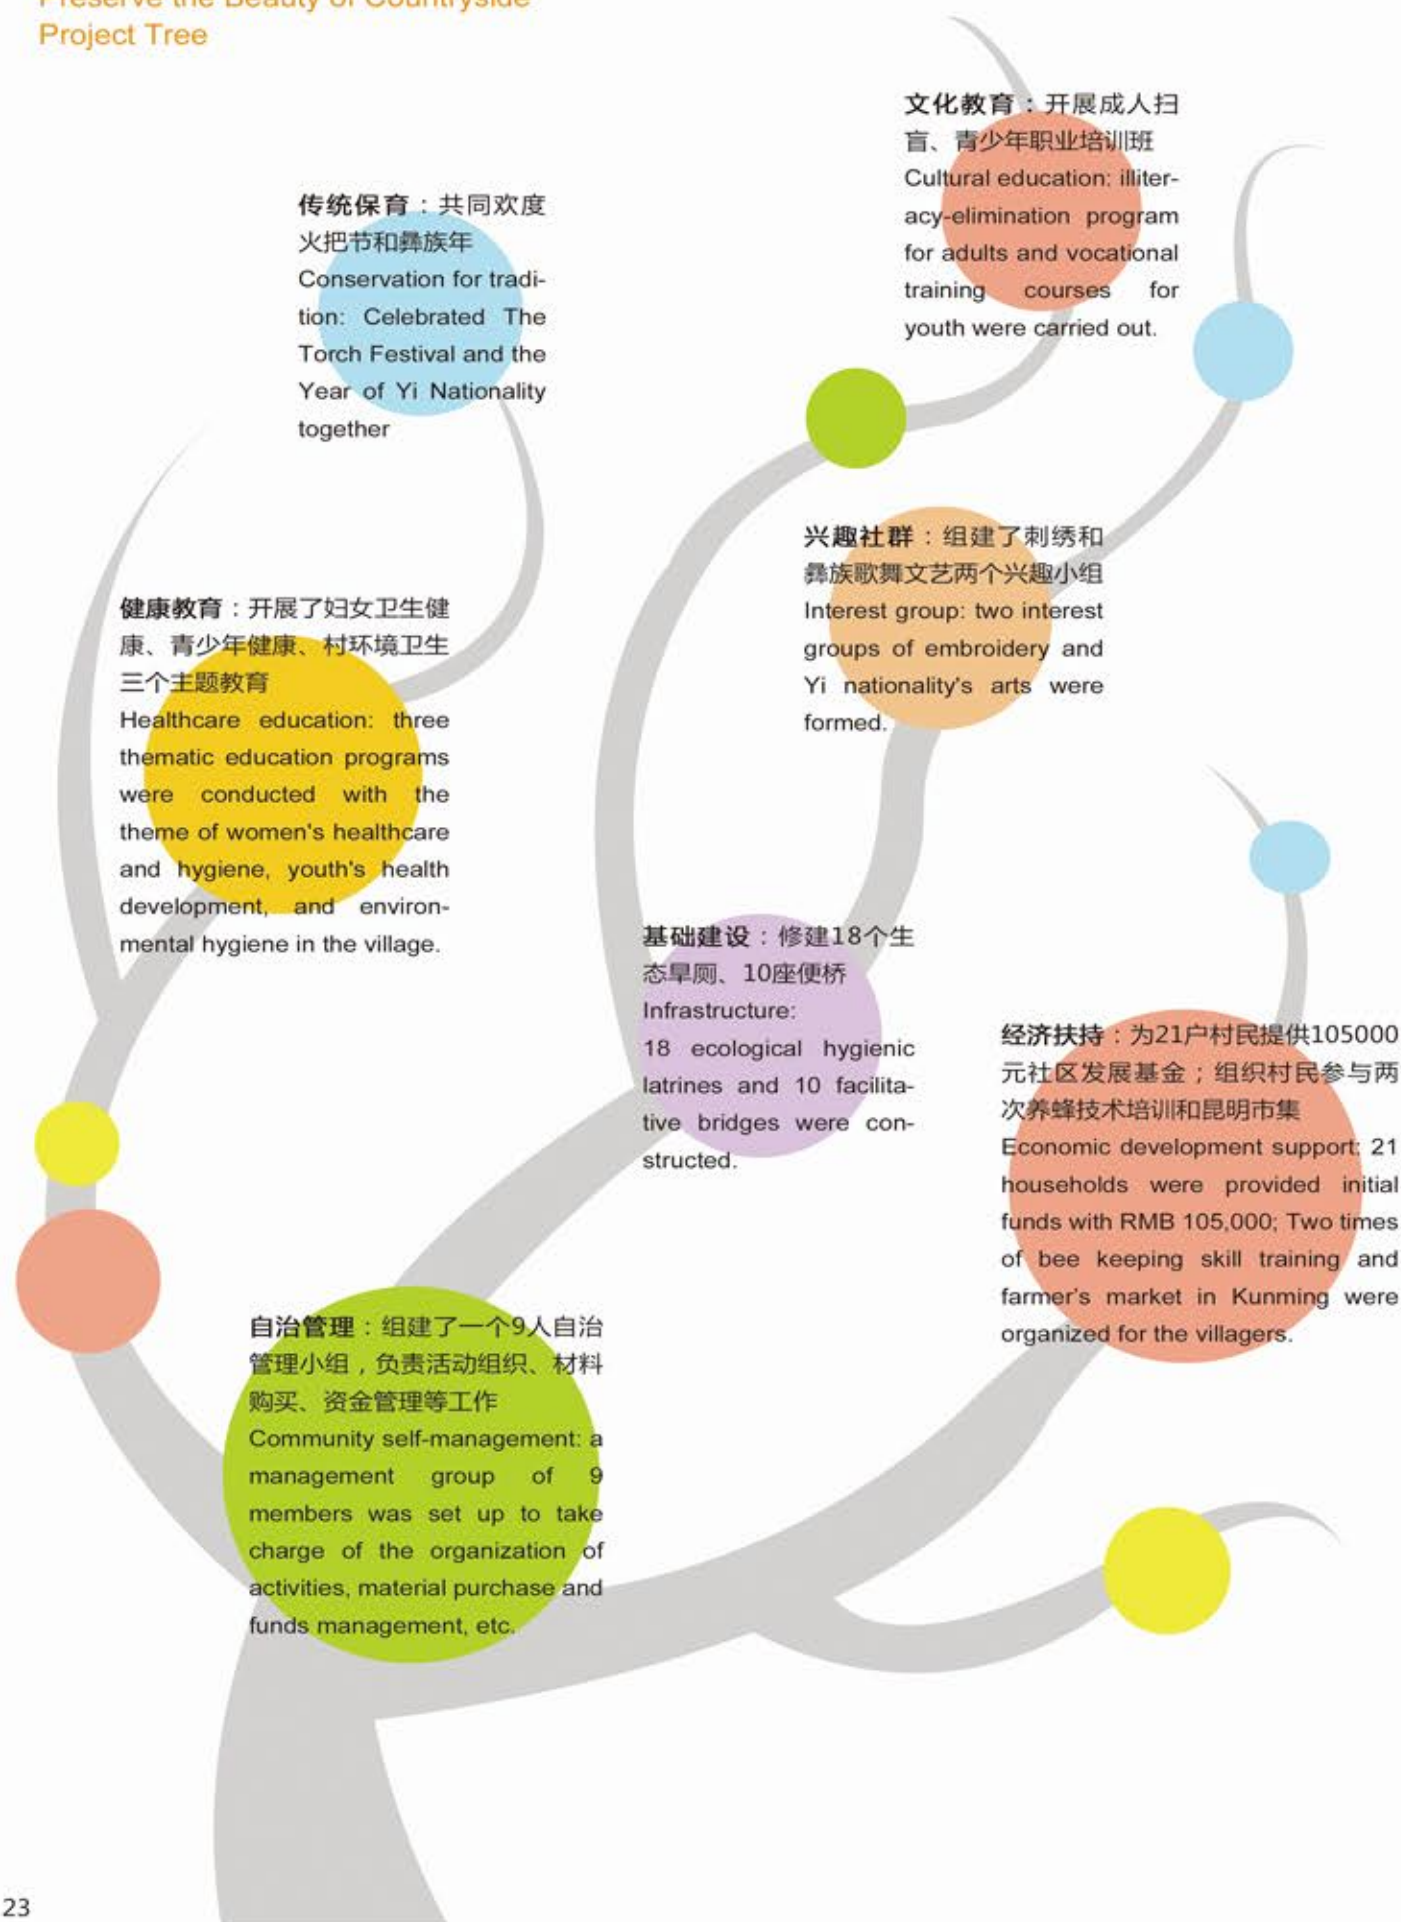 Preserve the Beauty of Countryside
Project Tree
文化教育：开展成人扫
盲、青少年职业培训班
Cultural education: illiter-
acy-elimination program
for adults and vocational
training courses for
youth were carried out.
传统保育：共同欢度
火把节和彝族年
Conservation for tradi-
tion: Celebrated The
Torch Festival and the
Year of Yi Nationality
together
兴趣社群：组建了刺绣和
彝族歌舞文艺两个兴趣小组
Interest group: two interest
groups of embroidery and
Yi nationality's arts were
formed.
健康教育：开展了妇女卫生健
康、青少年健康、村环境卫生
三个主题教育
Healthcare education: three
thematic education programs
were conducted with the
theme of women's healthcare
and hygiene, youth's health
development, and environ-
mental hygiene in the village.
基础建设：修建18个生
态旱厕、10座便桥
Infrastructure:
18 ecological hygienic
latrines and 10 facilita-
tive bridges were con-
structed.
经济扶持：为21户村民提供105000
元社区发展基金；组织村民参与两
次养蜂技术培训和昆明市集
Economic development support: 21
households were provided initial
funds with RMB 105,000; Two times
of bee keeping skill training and
farmer's market in Kunming were
organized for the villagers.
自治管理：组建了一个9人自治
管理小组，负责活动组织、材料
购买、资金管理等工作
Community self-management: a
management group of 9
members was set up to take
charge of the organization of
activities, material purchase and
funds management, etc.
23